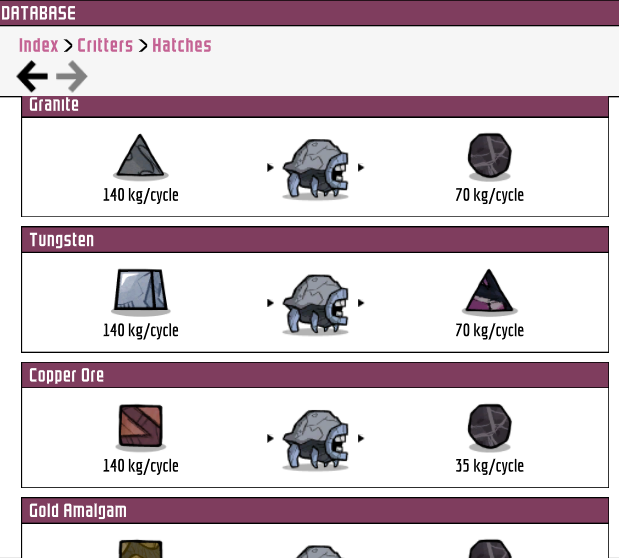 DATABASE
Index > Critters > Hatches
Granite
140 kg/cycle
70 kg/cycle
Tungsten
140 kg/cycle
70 kg/cycle
Copper Ore
140 kg/cycle
35 kg/cycle
Gold Amalgam